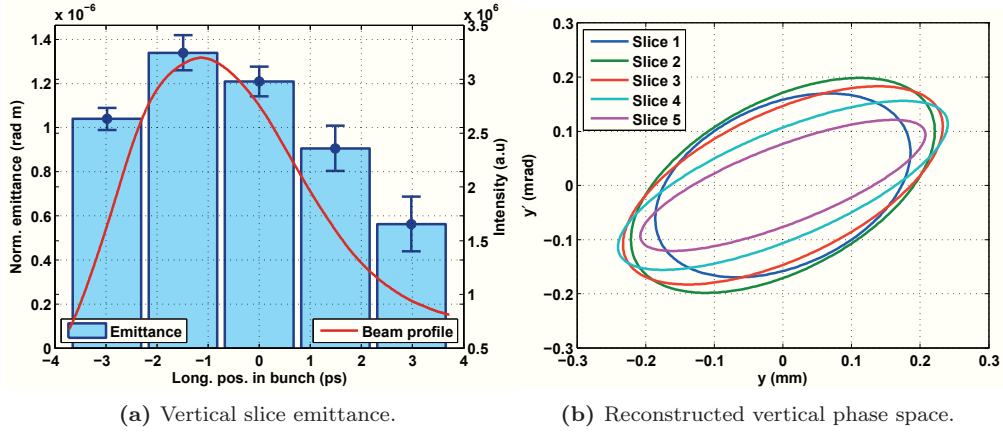 x 10⁻⁶
x 10⁶
Norm. emittance (rad m)
1.4
1.2
1
0.8
0.6
0.4
0.2
0
3.5
3
2.5
2
1.5
1
0.5
Intensity (a.u)
Emittance
Beam profile
−4 −3 −2 −1 0 1 2 3 4
Long. pos. in bunch (ps)
(a) Vertical slice emittance.
y′ (mrad)
0.3
0.2
0.1
0
−0.1
−0.2
−0.3
Slice 1
Slice 2
Slice 3
Slice 4
Slice 5
−0.3 −0.2 −0.1 0 0.1 0.2 0.3
y (mm)
(b) Reconstructed vertical phase space.